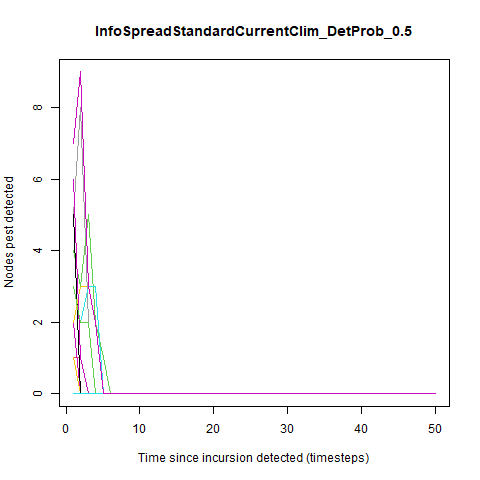 InfoSpreadStandardCurrentClim_DetProb_0.5
Nodes pest detected
8
6
4
2
0
0 10 20 30 40 50
Time since incursion detected (timesteps)